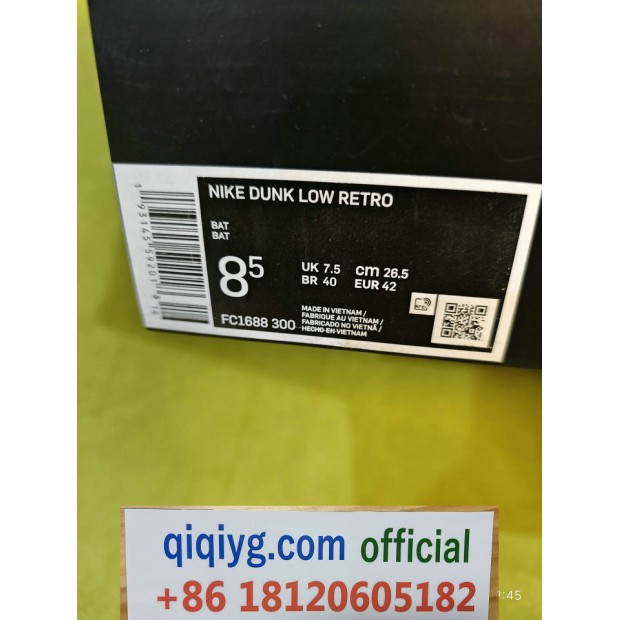 NIKE DUNK LOW RETRO
BAT
BAT
8⁵
UK 7.5 cm 26.5
BR 40 EUR 42
MADE IN VIETNAM /
FABRIQUE AU VIETNAM /
FABRICADO NO VIETNÃ /
HECHO EN VIETNAM
FC1688 300
qiqiyg.com official
+86 18120605182